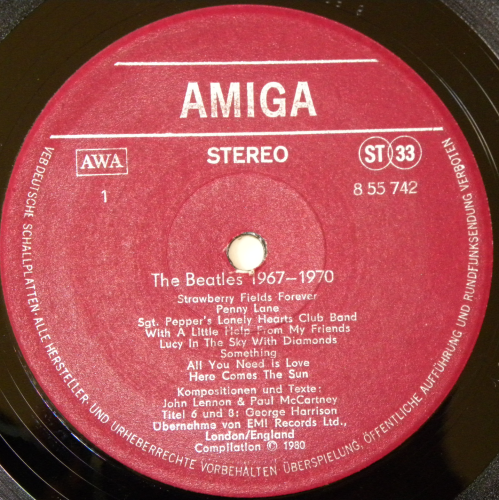 AMIGA
AWA
STEREO
ST 33
1
8 55 742
The Beatles 1967–1970
Strawberry Fields Forever
Penny Lane
Sgt. Pepper's Lonely Hearts Club Band
With A Little Help From My Friends
Lucy In The Sky With Diamonds
Something
All You Need is Love
Here Comes The Sun
Kompositionen und Texte:
John Lennon & Paul McCartney
Titel 6 und 8: George Harrison
Übernahme von EMI Records Ltd.,
London/England
Compilation Ⓟ 1980
VEB DEUTSCHE SCHALLPLATTEN · ALLE HERSTELLER- UND URHEBERRECHTE VORBEHALTEN ÜBERSPIELUNG, ÖFFENTLICHE AUFFÜHRUNG UND RUNDFUNKSENDUNG VERBOTEN